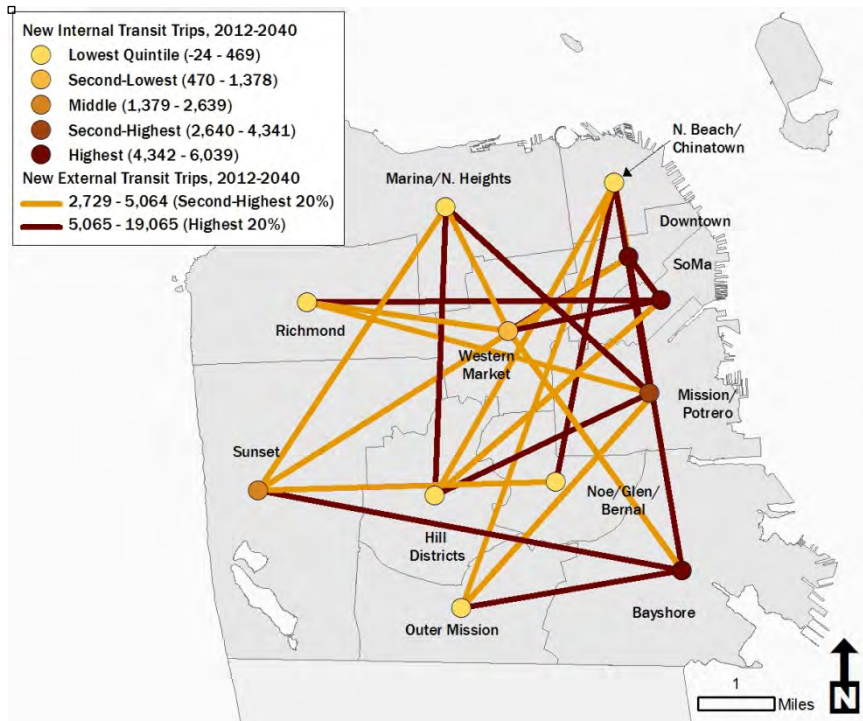 New Internal Transit Trips, 2012-2040
Lowest Quintile (-24 - 469)
Second-Lowest (470 - 1,378)
Middle (1,379 - 2,639)
Second-Highest (2,640 - 4,341)
Highest (4,342 - 6,039)
New External Transit Trips, 2012-2040
2,729 - 5,064 (Second-Highest 20%)
5,065 - 19,065 (Highest 20%)
N. Beach/
Chinatown
Marina/N. Heights
Downtown
SoMa
Richmond
Western
Market
Mission/
Potrero
Sunset
Noe/Glen/
Bernal
Hill
Districts
Bayshore
Outer Mission
1
Miles
N